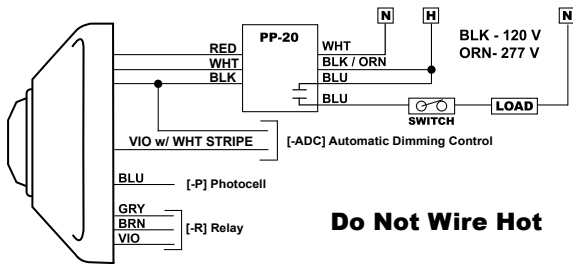 N H N
PP-20
BLK - 120 V
ORN- 277 V
RED
WHT
BLK
WHT
BLK / ORN
BLU
BLU
SWITCH
LOAD
VIO w/ WHT STRIPE
[-ADC] Automatic Dimming Control
BLU
[-P] Photocell
GRY
BRN
VIO
[-R] Relay
Do Not Wire Hot